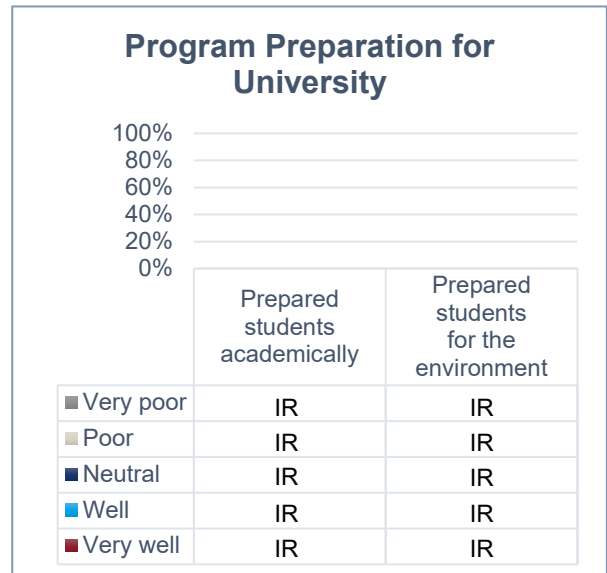 Program Preparation for
University
100%
80%
60%
40%
20%
0%
Prepared
students
academically
Prepared
students
for the
environment
Very poor IR IR
Poor IR IR
Neutral IR IR
Well IR IR
Very well IR IR